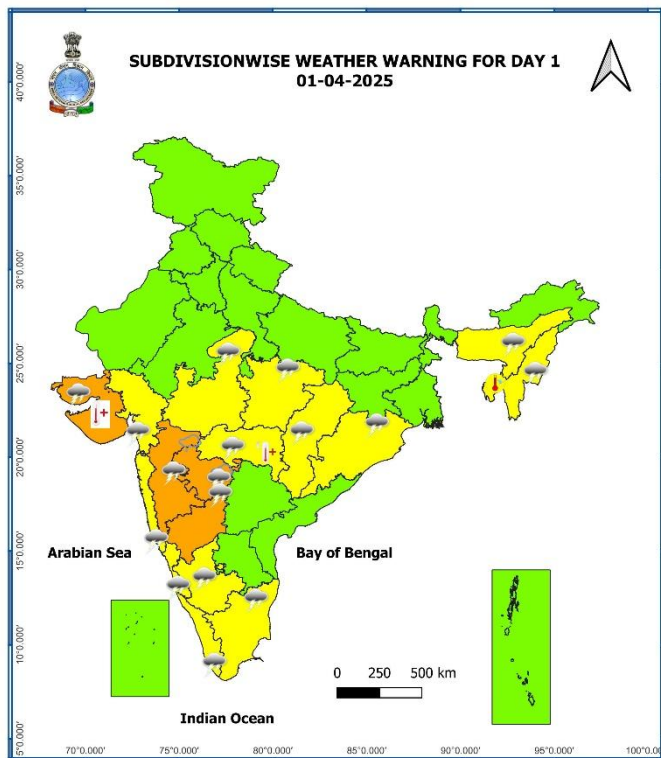 SUBDIVISIONWISE WEATHER WARNING FOR DAY 1
01-04-2025
40°0.000'
35°0.000'
30°0.000'
25°0.000'
20°0.000'
15°0.000'
10°0.000'
5°0.000'
Arabian Sea
Bay of Bengal
0 250 500 km
Indian Ocean
70°0.000' 75°0.000' 80°0.000' 85°0.000' 90°0.000' 95°0.000' 100°0.0